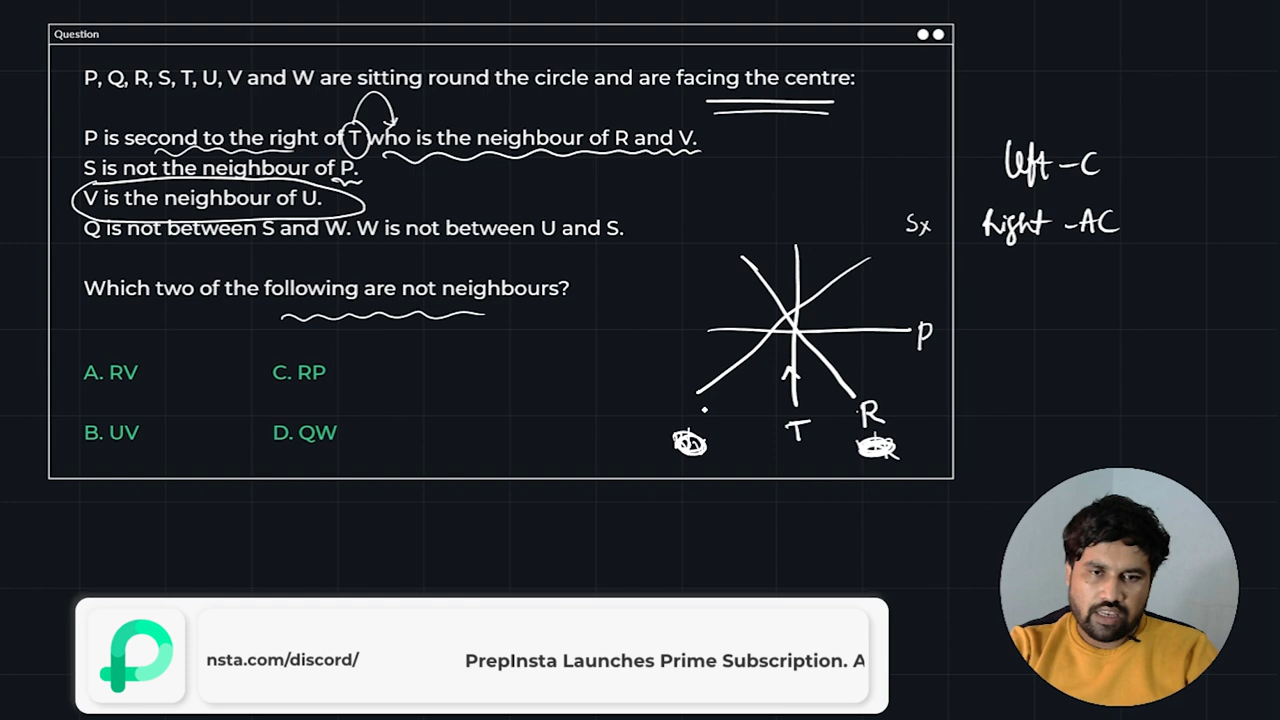 Question
P, Q, R, S, T, U, V and W are sitting round the circle and are facing the centre:
P is second to the right of T who is the neighbour of R and V.
S is not the neighbour of P.
V is the neighbour of U.
Q is not between S and W. W is not between U and S.
Which two of the following are not neighbours?
A. RV
C. RP
B. UV
D. QW
left - C
Right - AC
Sx
P
R
T
nsta.com/discord/
PrepInsta Launches Prime Subscription. A